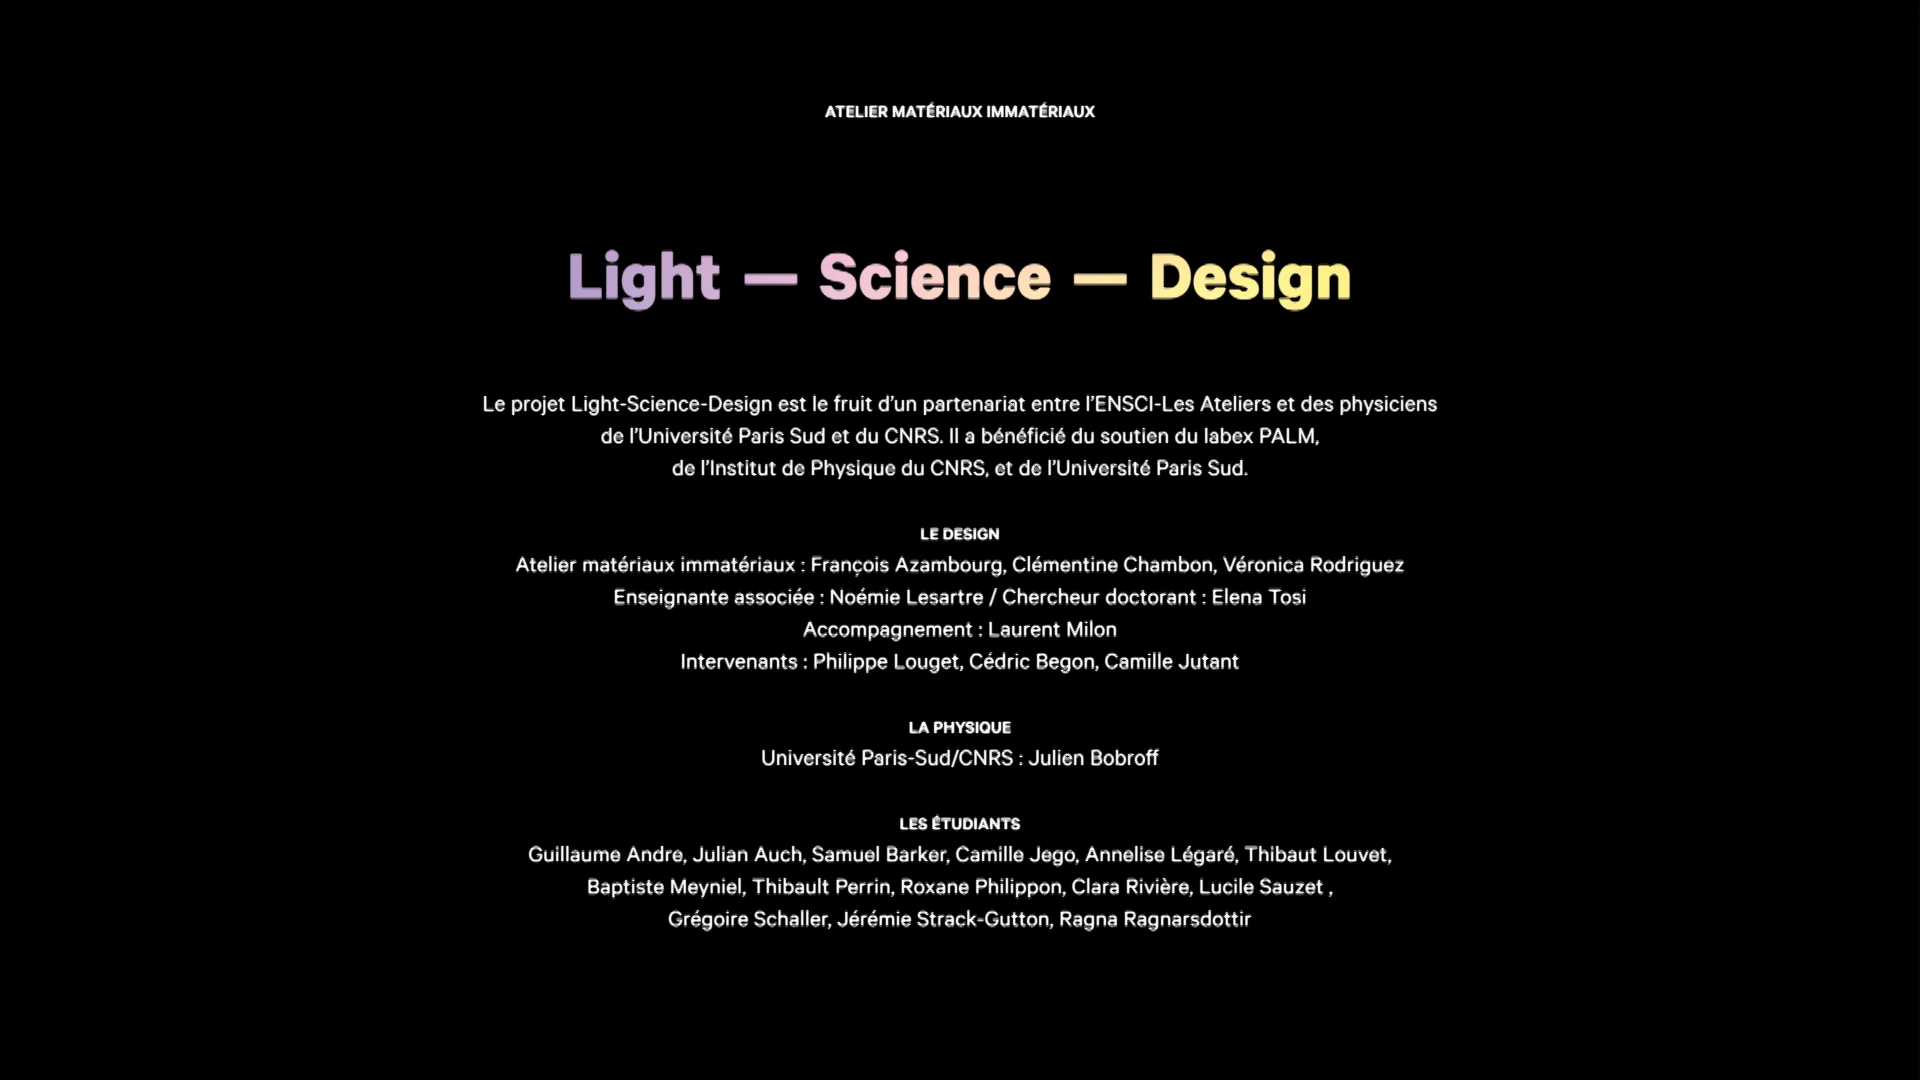 ATELIER MATÉRIAUX IMMATÉRIAUX
Light — Science — Design
Le projet Light-Science-Design est le fruit d’un partenariat entre l’ENSCI-Les Ateliers et des physiciens
de l’Université Paris Sud et du CNRS. Il a bénéficié du soutien du labex PALM,
de l’Institut de Physique du CNRS, et de l’Université Paris Sud.
LE DESIGN
Atelier matériaux immatériaux : François Azambourg, Clémentine Chambon, Véronica Rodriguez
Enseignante associée : Noémie Lesartre / Chercheur doctorant : Elena Tosi
Accompagnement : Laurent Milon
Intervenants : Philippe Louget, Cédric Begon, Camille Jutant
LA PHYSIQUE
Université Paris-Sud/CNRS : Julien Bobroff
LES ÉTUDIANTS
Guillaume Andre, Julian Auch, Samuel Barker, Camille Jego, Annelise Légaré, Thibaut Louvet,
Baptiste Meyniel, Thibault Perrin, Roxane Philippon, Clara Rivière, Lucile Sauzet ,
Grégoire Schaller, Jérémie Strack-Gutton, Ragna Ragnarsdottir